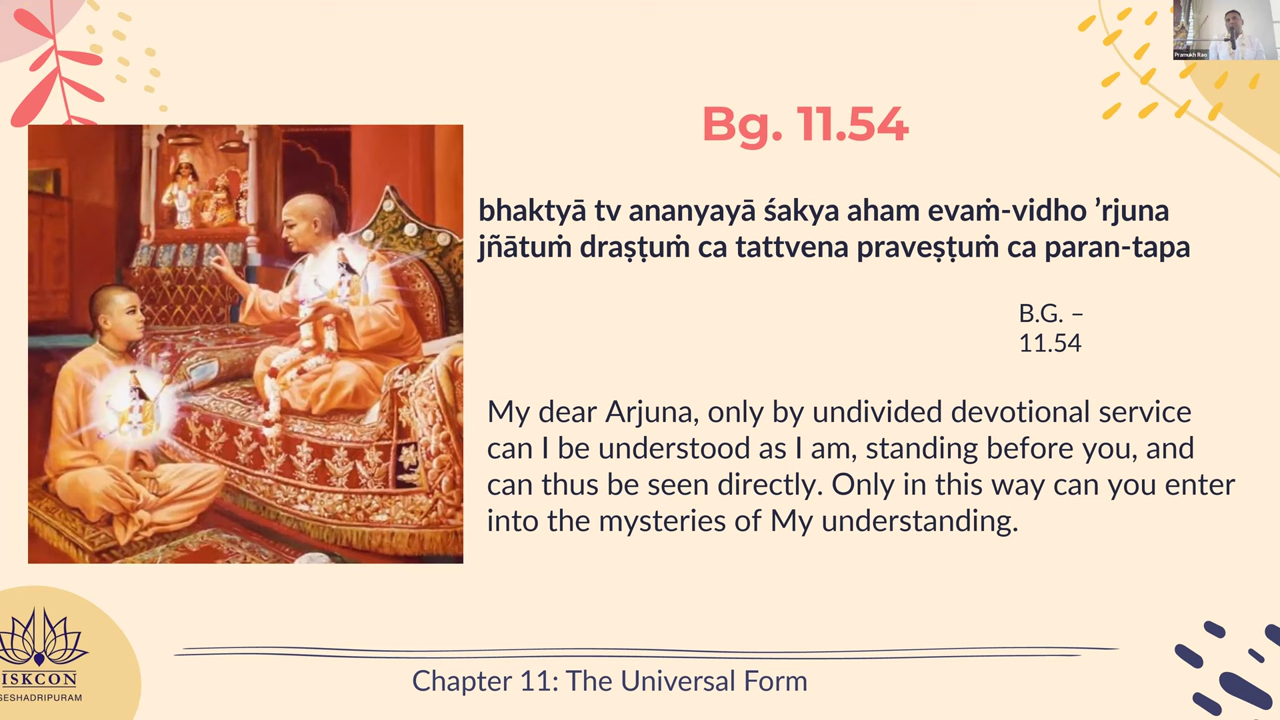 Pramukh Rao
Bg. 11.54
bhaktyā tv ananyayā śakya aham evaṁ-vidho ’rjuna
jñātuṁ draṣṭuṁ ca tattvena praveṣṭuṁ ca paran-tapa
B.G. –
11.54
My dear Arjuna, only by undivided devotional service
can I be understood as I am, standing before you, and
can thus be seen directly. Only in this way can you enter
into the mysteries of My understanding.
ISKCON
SESHADRIPURAM
Chapter 11: The Universal Form